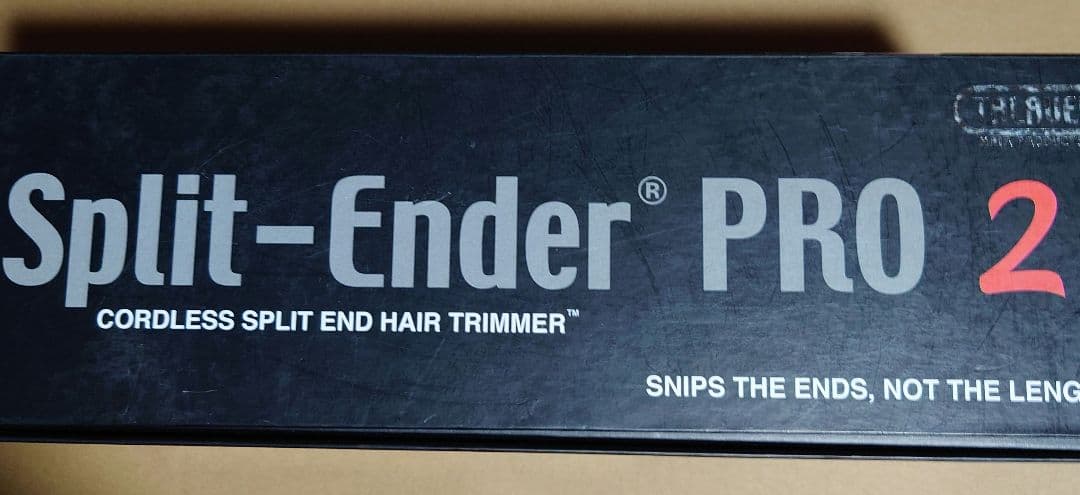 Split-Ender® PRO 2
CORDLESS SPLIT END HAIR TRIMMER™
SNIPS THE ENDS, NOT THE LENG